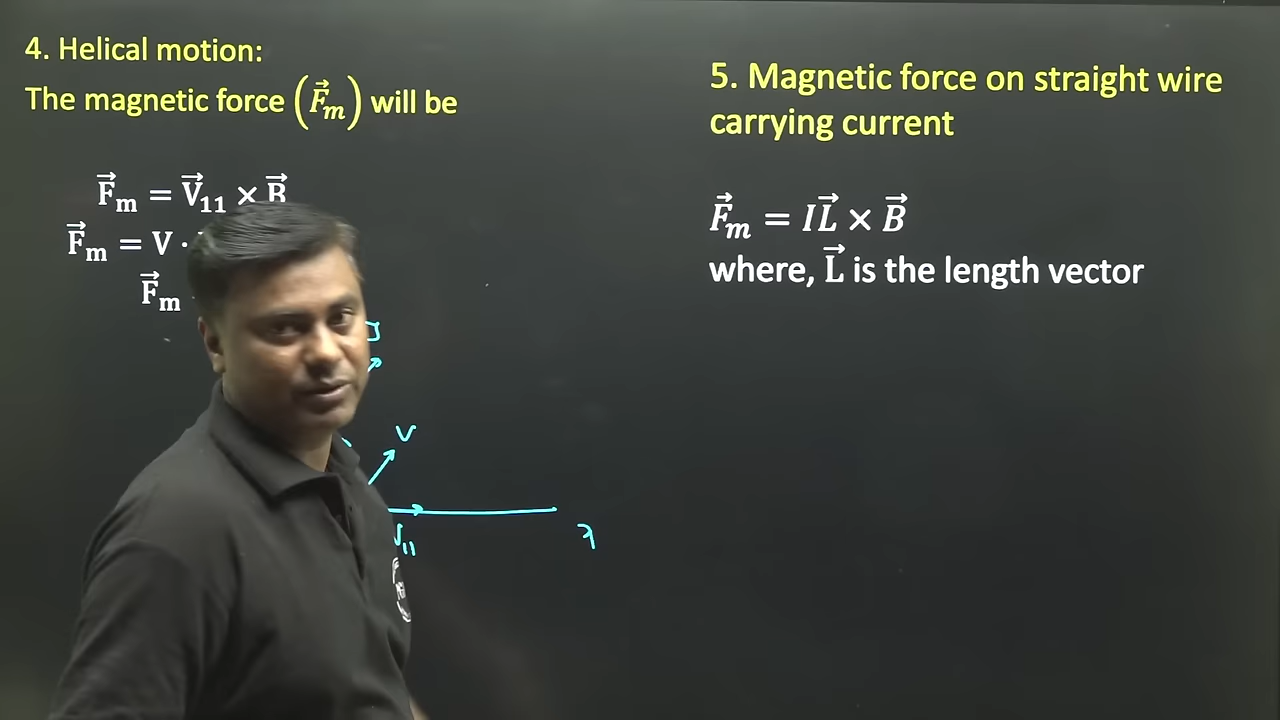 4. Helical motion:
The magnetic force (F⃗ₘ) will be
F⃗ₘ = V⃗₁₁ × B⃗
F⃗ₘ = V ·
F⃗ₘ
V
V₁₁
5. Magnetic force on straight wire
carrying current
F⃗ₘ = IL⃗ × B⃗
where, L⃗ is the length vector